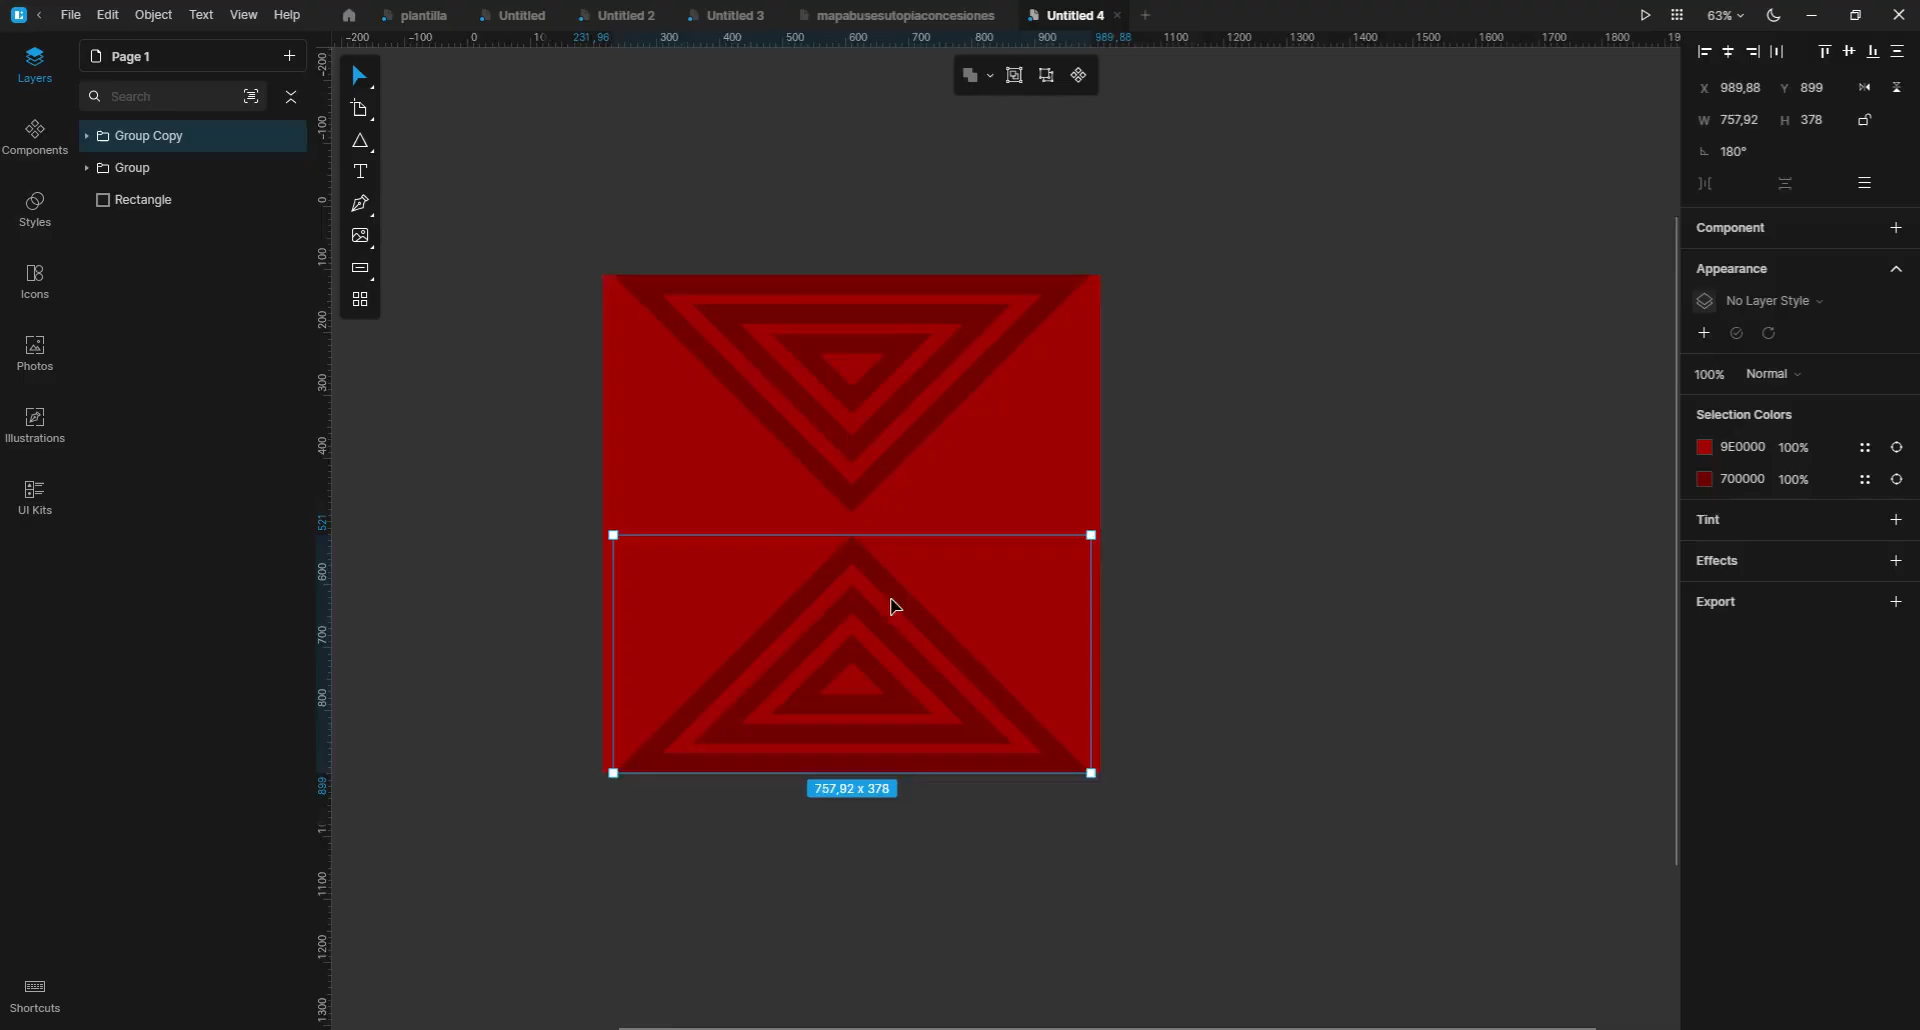 File Edit Object Text View Help plantilla Untitled Untitled 2 Untitled 3 mapabusesutopiaconcesiones Untitled 4 63%
-200 -100 0 231,96 300 400 500 600 700 800 900 989,88 1100 1200 1300 1400 1500 1600 1700 1800
Layers
Components
Styles
Icons
Photos
Illustrations
UI Kits
Shortcuts
Page 1
Search
Group Copy
Group
Rectangle
-200
-100
0
100
200
300
400
521
600
700
800
899
1100
1200
1300
757,92 x 378
X 989,88 Y 899
W 757,92 H 378
180°
Component
Appearance
No Layer Style
100% Normal
Selection Colors
9E0000 100%
700000 100%
Tint
Effects
Export